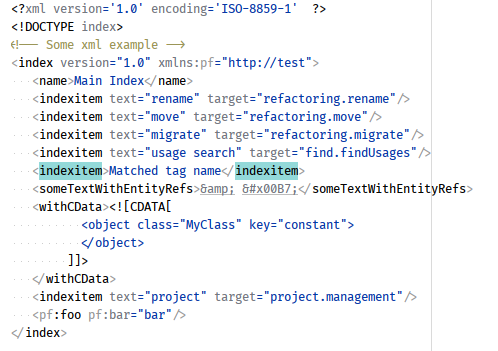 <?xml version='1.0' encoding='ISO-8859-1'  ?>
<!DOCTYPE index>
<!-- Some xml example -->
<index version="1.0" xmlns:pf="http://test">
   <name>Main Index</name>
   <indexitem text="rename" target="refactoring.rename"/>
   <indexitem text="move" target="refactoring.move"/>
   <indexitem text="migrate" target="refactoring.migrate"/>
   <indexitem text="usage search" target="find.findUsages"/>
   <indexitem>Matched tag name</indexitem>
   <someTextWithEntityRefs>&amp; &#x00B7;</someTextWithEntityRefs>
   <withCData><![CDATA[
          <object class="MyClass" key="constant">
          </object>
        ]]>
   </withCData>
   <indexitem text="project" target="project.management"/>
   <pf:foo pf:bar="bar"/>
</index>